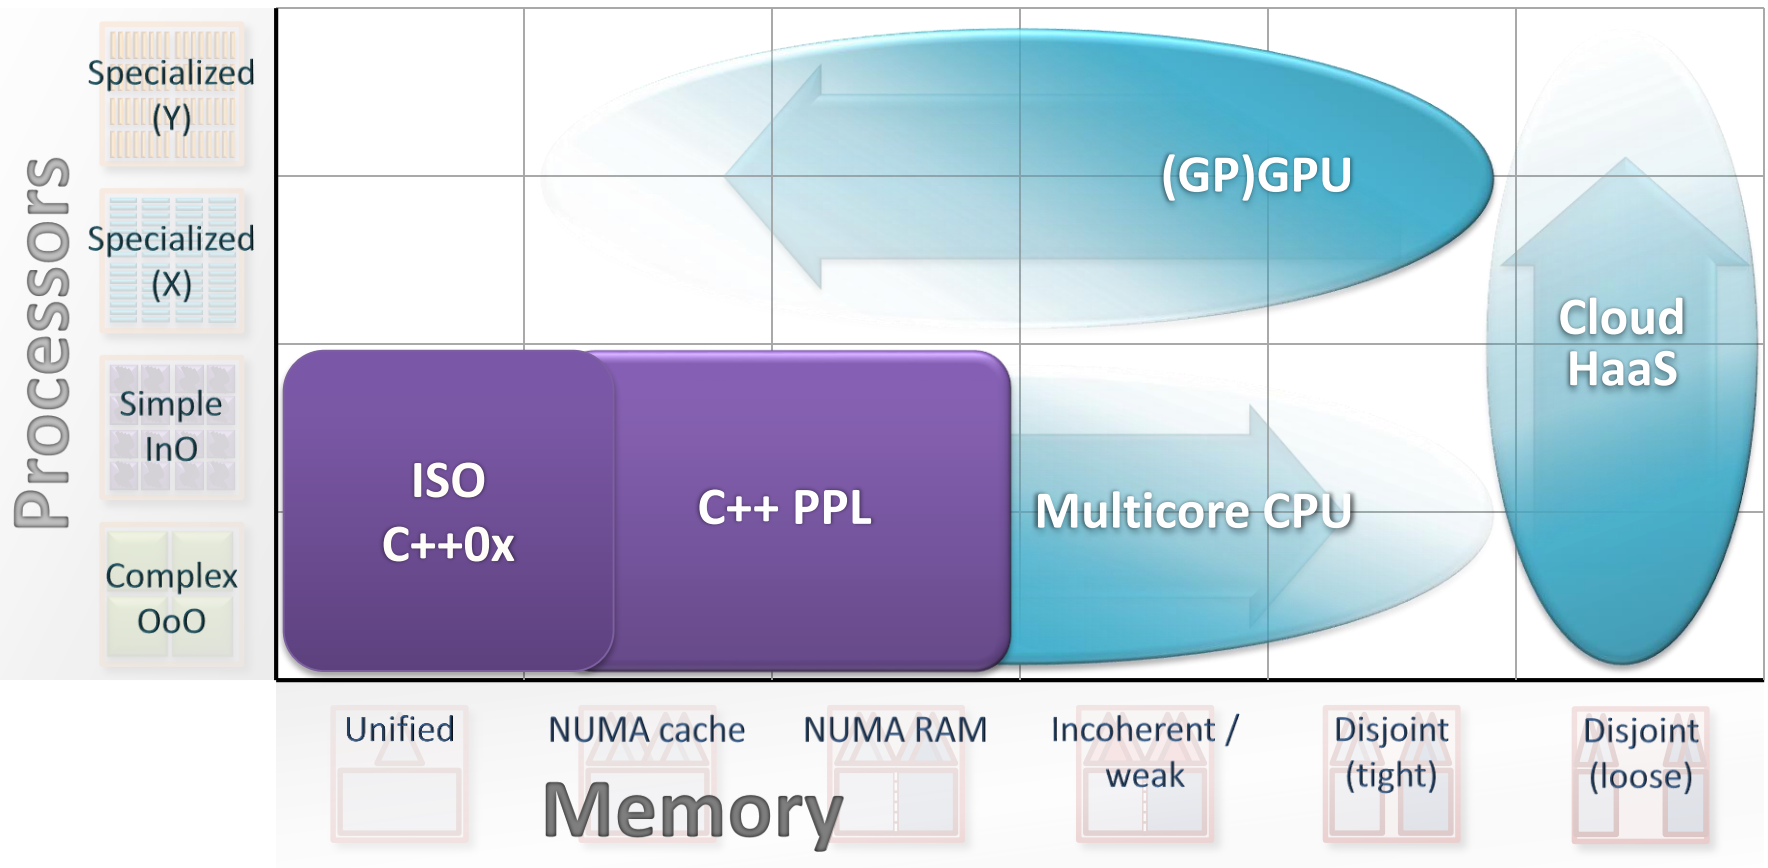 Processors
Specialized
(Y)
Specialized
(X)
Simple
InO
Complex
OoO
(GP)GPU
Cloud
HaaS
ISO
C++0x
C++ PPL
Multicore CPU
Unified
NUMA cache
NUMA RAM
Incoherent /
weak
Disjoint
(tight)
Disjoint
(loose)
Memory